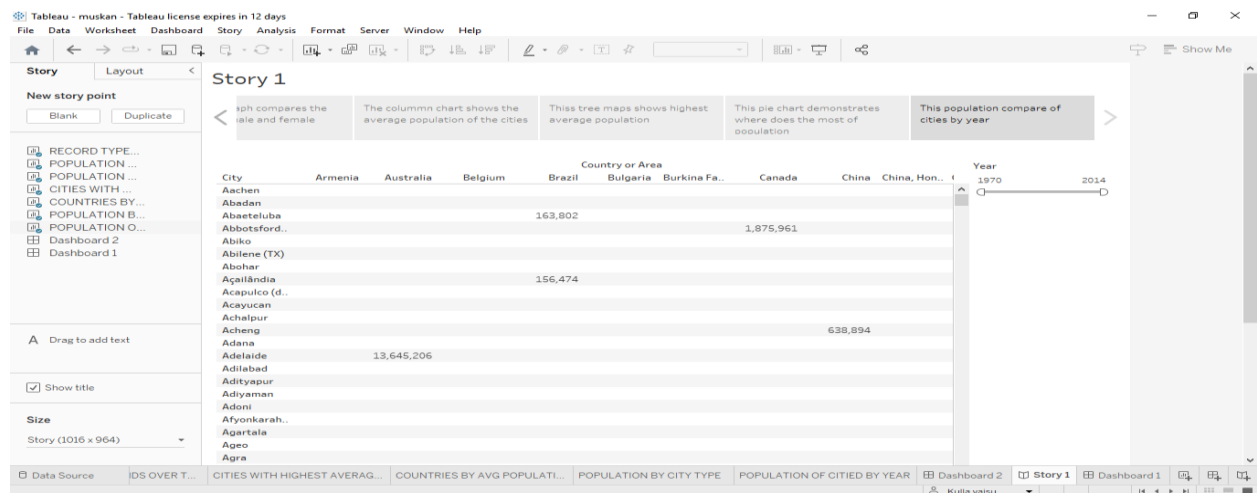 Tableau - muskan - Tableau license expires in 12 days
File Data Worksheet Dashboard Story Analysis Format Server Window Help
Show Me
Story Layout
New story point
Blank Duplicate
RECORD TYPE...
POPULATION ...
POPULATION ...
CITIES WITH ...
COUNTRIES BY...
POPULATION B...
POPULATION O...
Dashboard 2
Dashboard 1
A Drag to add text
Show title
Size
Story (1016 x 964)
Story 1
aph compares the
ale and female
The colummn chart shows the
average population of the cities
Thiss tree maps shows highest
average population
This pie chart demonstrates
where does the most of
population
This population compare of
cities by year
Country or Area
City Armenia Australia Belgium Brazil Bulgaria Burkina Fa.. Canada China China, Hon..
Aachen
Abadan
Abaeteluba 163,802
Abbotsford.. 1,875,961
Abiko
Abilene (TX)
Abohar
Açailândia 156,474
Acapulco (d..
Acayucan
Achalpur
Acheng 638,894
Adana
Adelaide 13,645,206
Adilabad
Adityapur
Adiyaman
Adoni
Afyonkarah..
Agartala
Ageo
Agra
Year
1970 2014
Data Source IDS OVER T... CITIES WITH HIGHEST AVERAG... COUNTRIES BY AVG POPULATI... POPULATION BY CITY TYPE POPULATION OF CITIED BY YEAR Dashboard 2 Story 1 Dashboard 1
Kulla vaisu